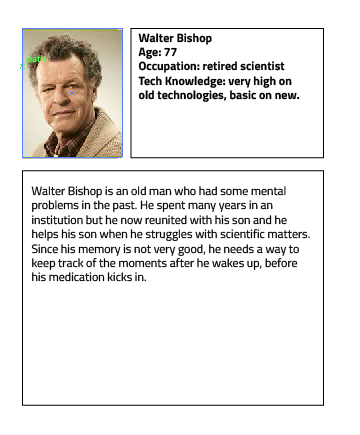 Walter Bishop
Age: 77
Occupation: retired scientist
Tech Knowledge: very high on
old technologies, basic on new.
path
Walter Bishop is an old man who had some mental
problems in the past. He spent many years in an
institution but he now reunited with his son and he
helps his son when he struggles with scientific matters.
Since his memory is not very good, he needs a way to
keep track of the moments after he wakes up, before
his medication kicks in.